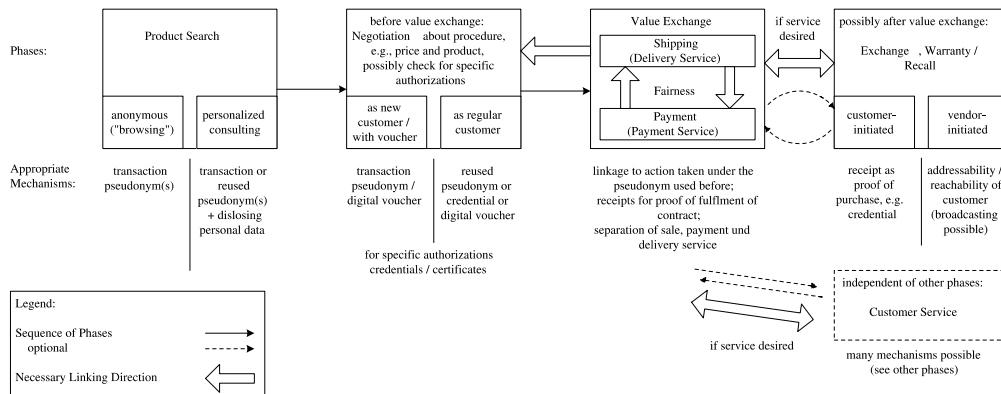 Phases:
Product Search
anonymous
("browsing")
personalized
consulting
before value exchange:
Negotiation about procedure,
e.g., price and product,
possibly check for specific
authorizations
as new
customer /
with voucher
as regular
customer
Value Exchange
Shipping
(Delivery Service)
Fairness
Payment
(Payment Service)
if service
desired
possibly after value exchange:
Exchange , Warranty /
Recall
customer-
initiated
vendor-
initiated
Appropriate
Mechanisms:
transaction
pseudonym(s)
transaction or
reused
pseudonym(s)
+ dislosing
personal data
transaction
pseudonym /
digital voucher
reused
pseudonym or
credential or
digital voucher
for specific authorizations
credentials / certificates
linkage to action taken under the
pseudonym used before;
receipts for proof of fulflment of
contract;
separation of sale, payment und
delivery service
receipt as
proof of
purchase, e.g.
credential
addressability /
reachability of
customer
(broadcasting
possible)
if service desired
independent of other phases:
Customer Service
many mechanisms possible
(see other phases)
Legend:
Sequence of Phases
optional
Necessary Linking Direction